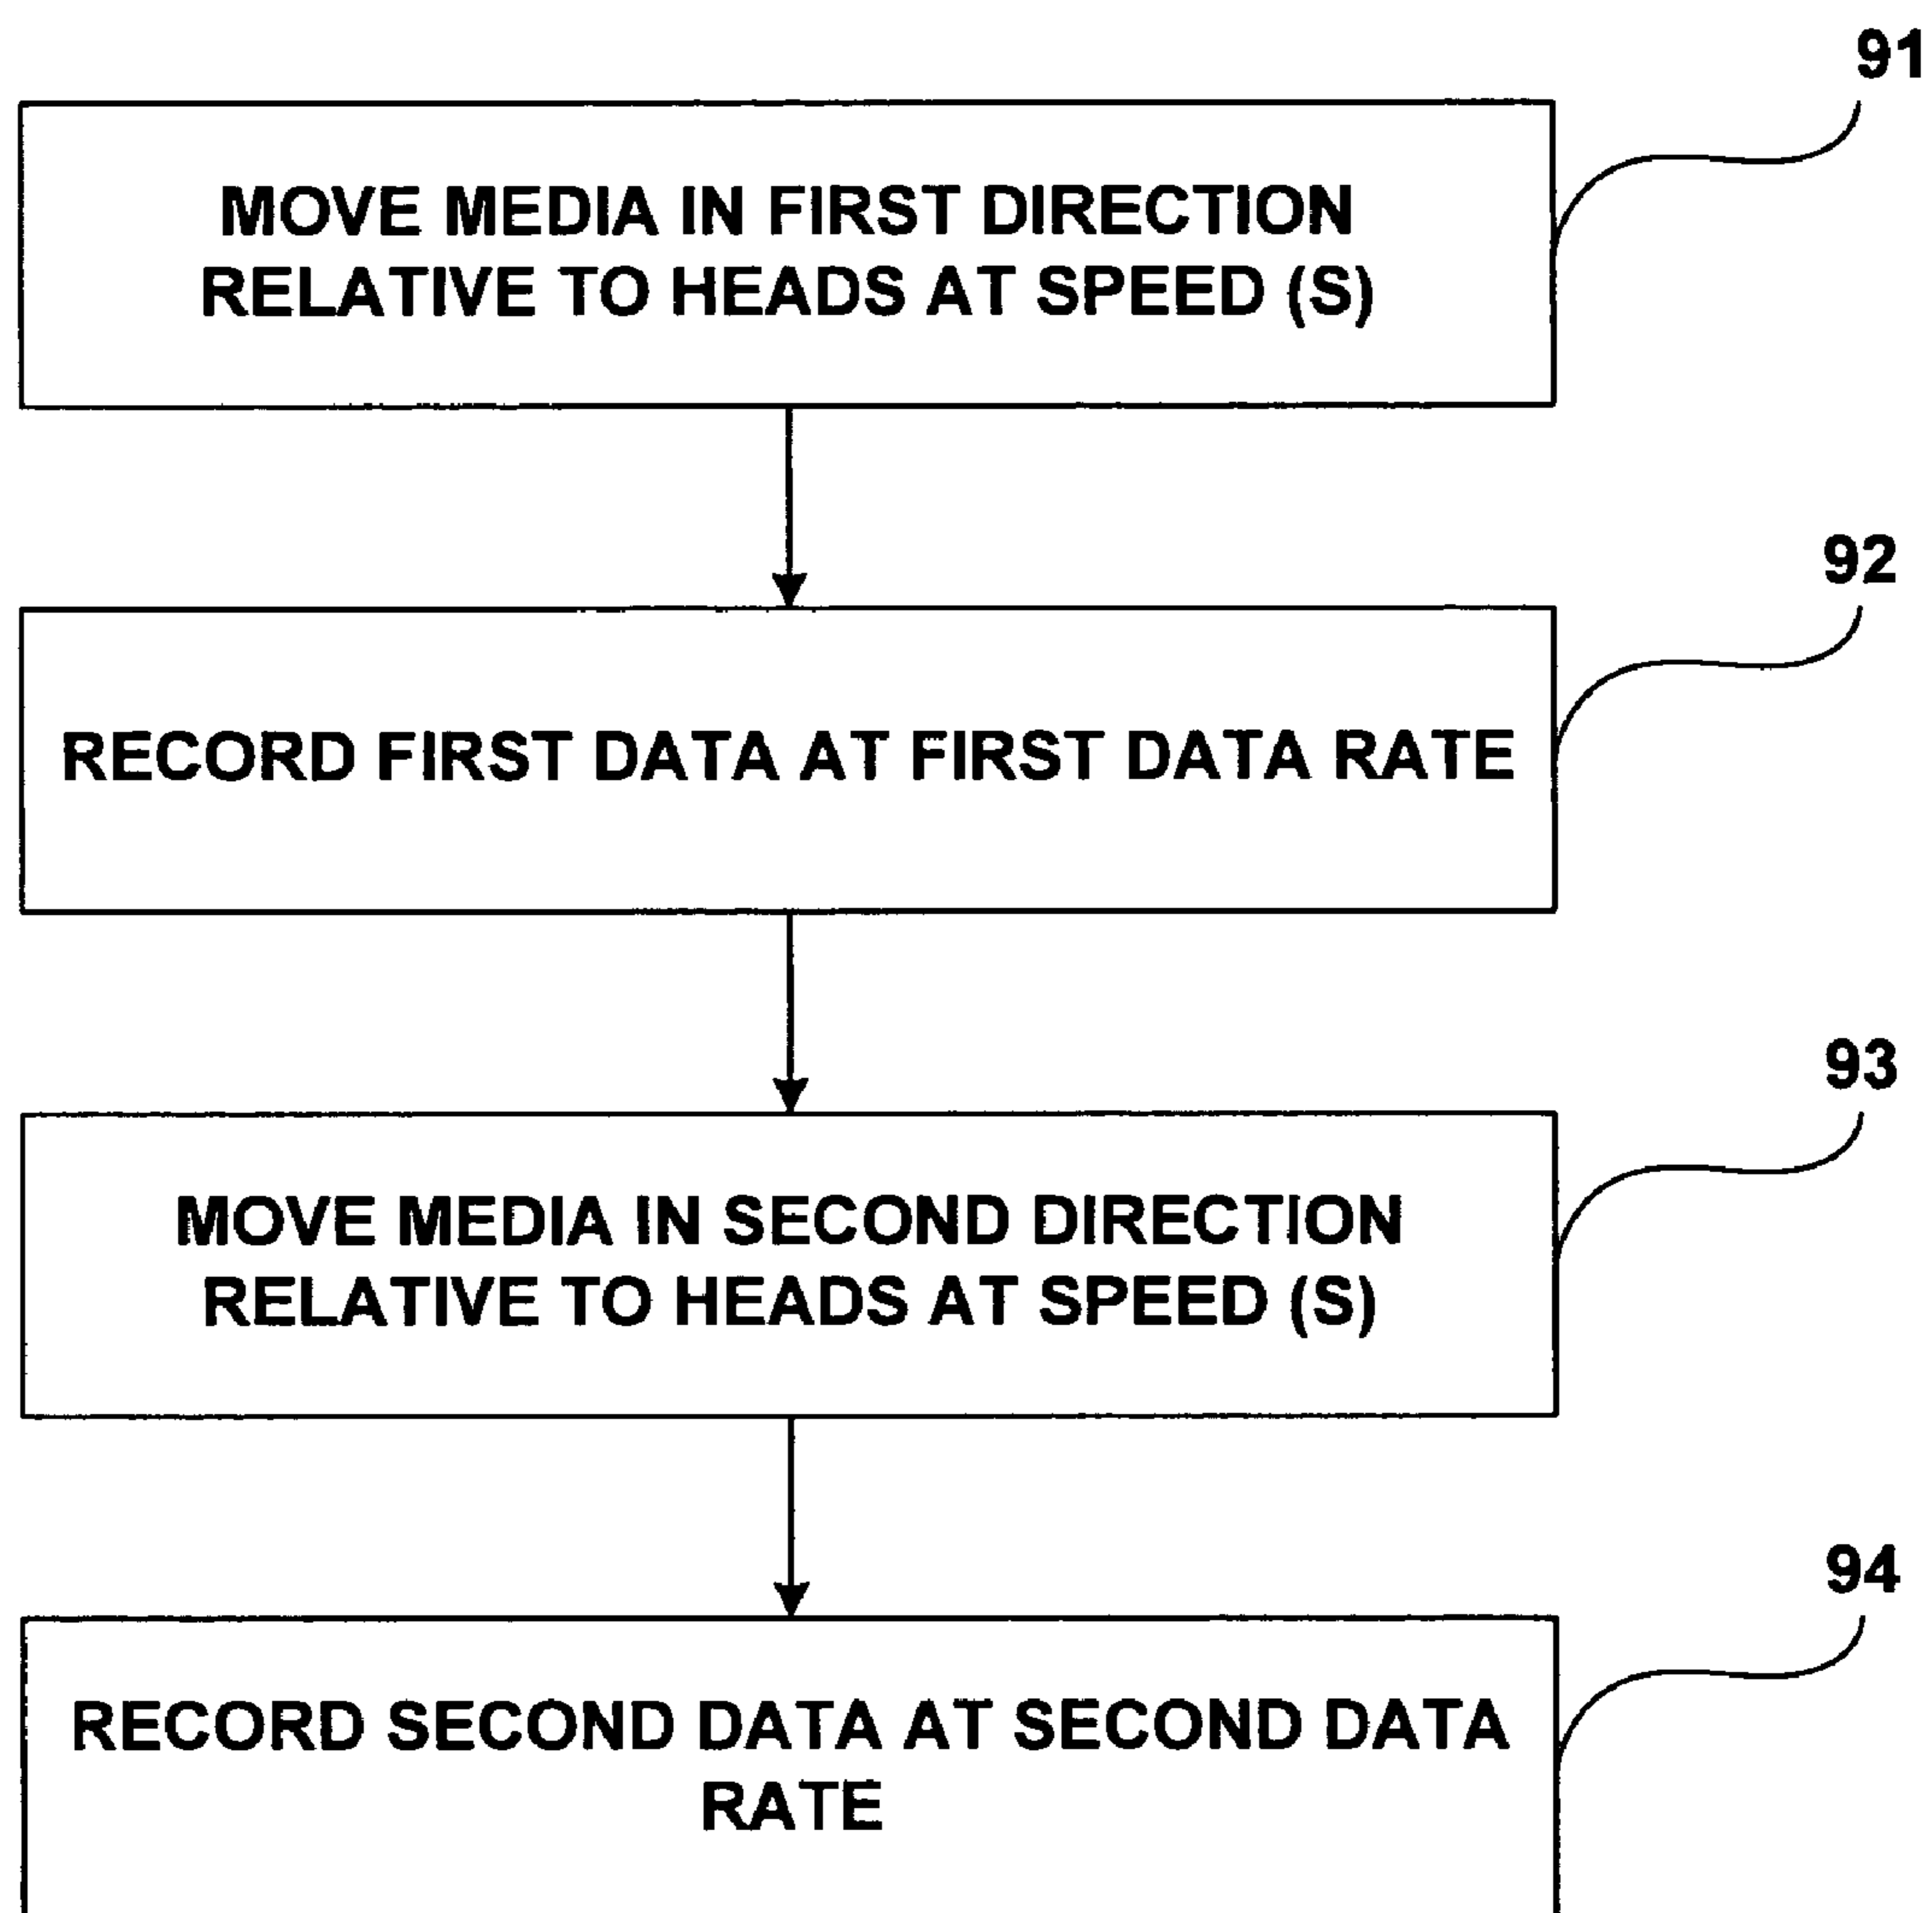 91
MOVE MEDIA IN FIRST DIRECTION
RELATIVE TO HEADS AT SPEED (S)
92
RECORD FIRST DATA AT FIRST DATA RATE
93
MOVE MEDIA IN SECOND DIRECTION
RELATIVE TO HEADS AT SPEED (S)
94
RECORD SECOND DATA AT SECOND DATA
RATE